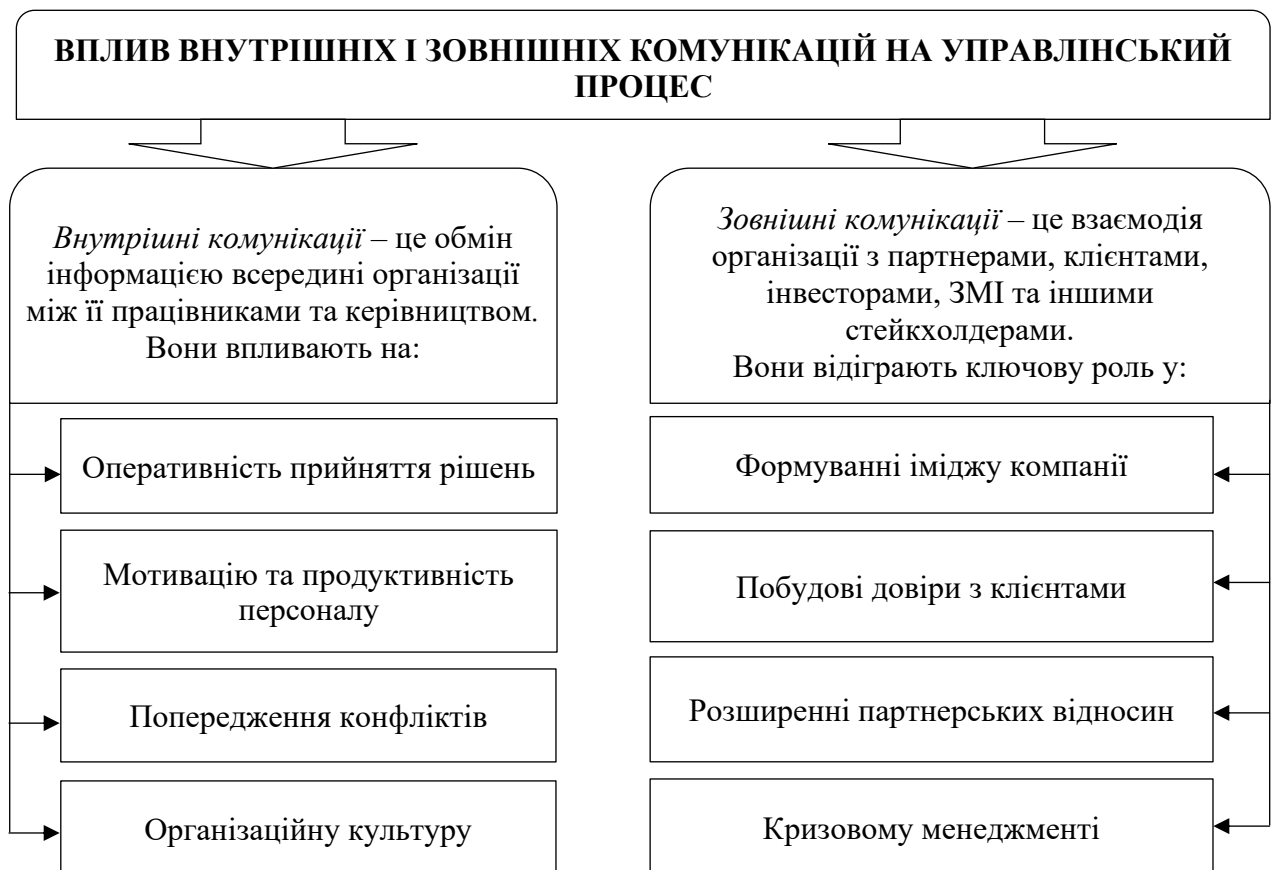 ВПЛИВ ВНУТРІШНІХ І ЗОВНІШНІХ КОМУНІКАЦІЙ НА УПРАВЛІНСЬКИЙ
ПРОЦЕС
Внутрішні комунікації – це обмін
інформацією всередині організації
між її працівниками та керівництвом.
Вони впливають на:
Оперативність прийняття рішень
Мотивацію та продуктивність
персоналу
Попередження конфліктів
Організаційну культуру
Зовнішні комунікації – це взаємодія
організації з партнерами, клієнтами,
інвесторами, ЗМІ та іншими
стейкхолдерами.
Вони відіграють ключову роль у:
Формуванні іміджу компанії
Побудові довіри з клієнтами
Розширенні партнерських відносин
Кризовому менеджменті